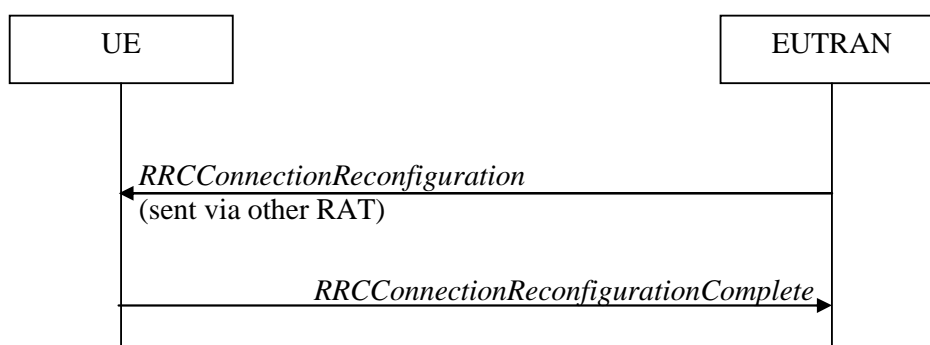 UE
EUTRAN
RRCConnectionReconfiguration
(sent via other RAT)
RRCConnectionReconfigurationComplete